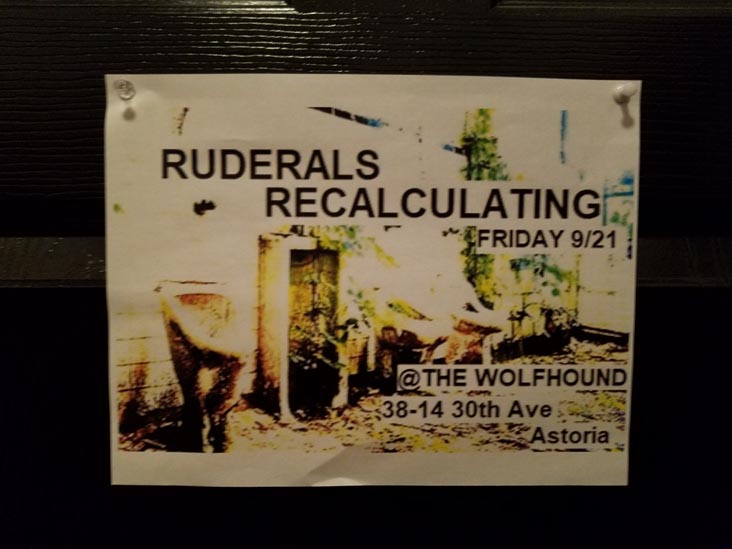 RUDERALS
RECALCULATING
FRIDAY 9/21
@THE WOLFHOUND
38-14 30th Ave
Astoria